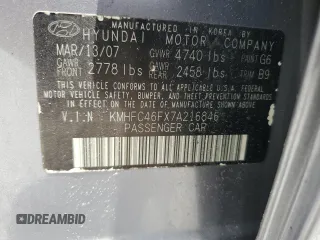 MANUFACTURED IN KOREA BY
HYUNDAI MOTOR COMPANY
MAR/13/07 GVWR 4740 lbs PAINT G6
GAWR FRONT 2778 lbs GAWR REAR 2458 lbs TRIM B9
THIS VEHICLE CONFORMS TO ALL APPLICABLE FEDERAL
MOTOR VEHICLE SAFETY, BUMPER, AND THEFT PREVENTION
STANDARDS IN EFFECT ON THE DATE OF MANUFACTURE
SHOWN ABOVE.
V.I.N KMHFC46FX7A216846
PASSENGER CAR
DREAMBID
DREAMBID.COM